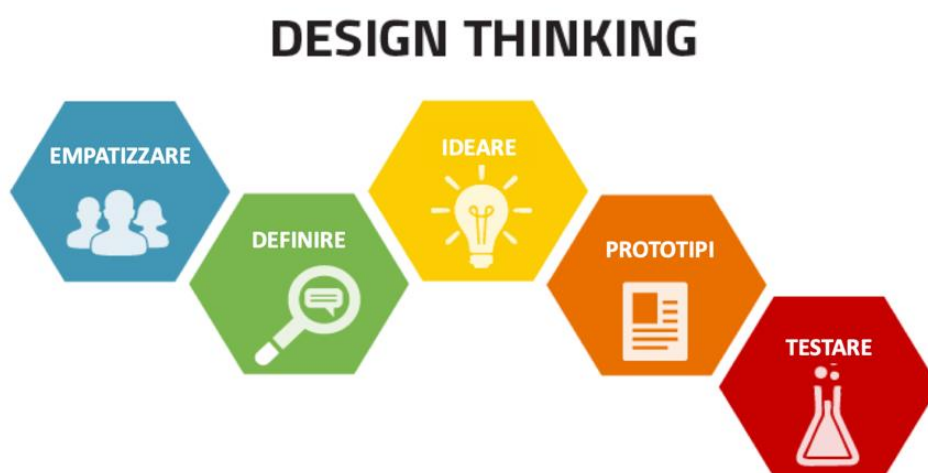 DESIGN THINKING
EMPATIZZARE
DEFINIRE
IDEARE
PROTOTIPI
TESTARE